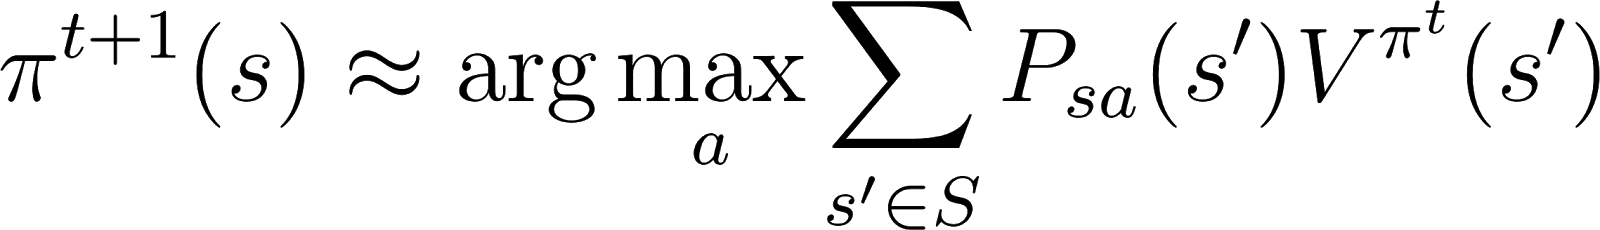 π^{t+1}(s) ≈ arg max_a ∑_{s′∈S} P_{sa}(s′)V^{π^t}(s′)